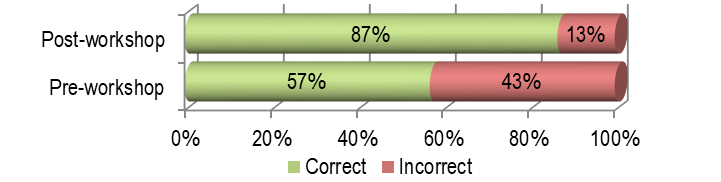 Post-workshop 87% 13%
Pre-workshop 57% 43%
0% 20% 40% 60% 80% 100%
Correct Incorrect